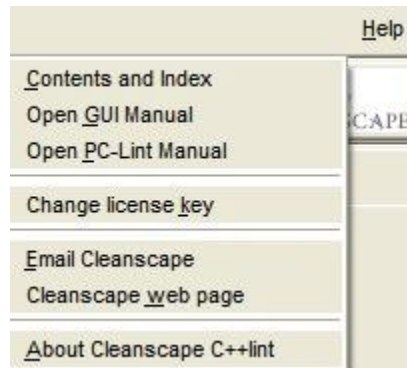 Help
Contents and Index
Open GUI Manual
CAPE
Open PC-Lint Manual
Change license key
Email Cleanscape
Cleanscape web page
About Cleanscape C++lint